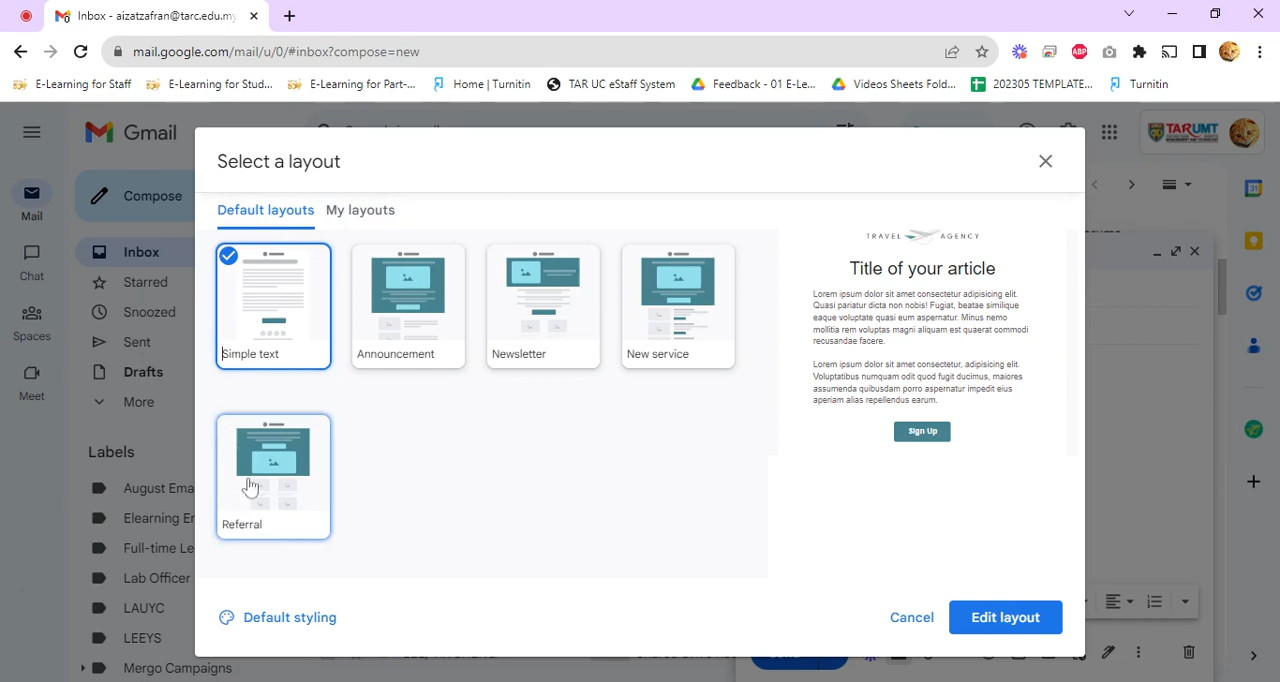 Inbox - aizatzafran@tarc.edu.my
mail.google.com/mail/u/0/#inbox?compose=new
ABP
E-Learning for Staff
E-Learning for Stud...
E-Learning for Part-...
Home | Turnitin
TAR UC eStaff System
Feedback - 01 E-Le...
Videos Sheets Fold...
202305 TEMPLATE...
Turnitin
Gmail
TARUMT
Compose
Mail
Chat
Spaces
Meet
Inbox
Starred
Snoozed
Sent
Drafts
More
Labels
August Ema
Elearning Er
Full-time Le
Lab Officer
LAUYC
LEEYS
Mergo Campaigns
Select a layout
Default layouts
My layouts
Simple text
Announcement
Newsletter
New service
Referral
TRAVEL AGENCY
Title of your article
Lorem ipsum dolor sit amet consectetur adipisicing elit.
Quasi pariatur dicta non nobis! Fugiat, beatae similique
eaque voluptate corrupti eum aspernatur. Minus nemo
mollitia rem voluptas magni aliquam est quaerat commodi
recusandae facere.
Lorem ipsum dolor sit amet consectetur, adipisicing elit.
Voluptatibus numquam odit quod fugit ducimus, maiores
assumenda quibusdam porro aspernatur impedit eius
aperiam alias repellendus earum.
Sign Up
Default styling
Cancel
Edit layout
31